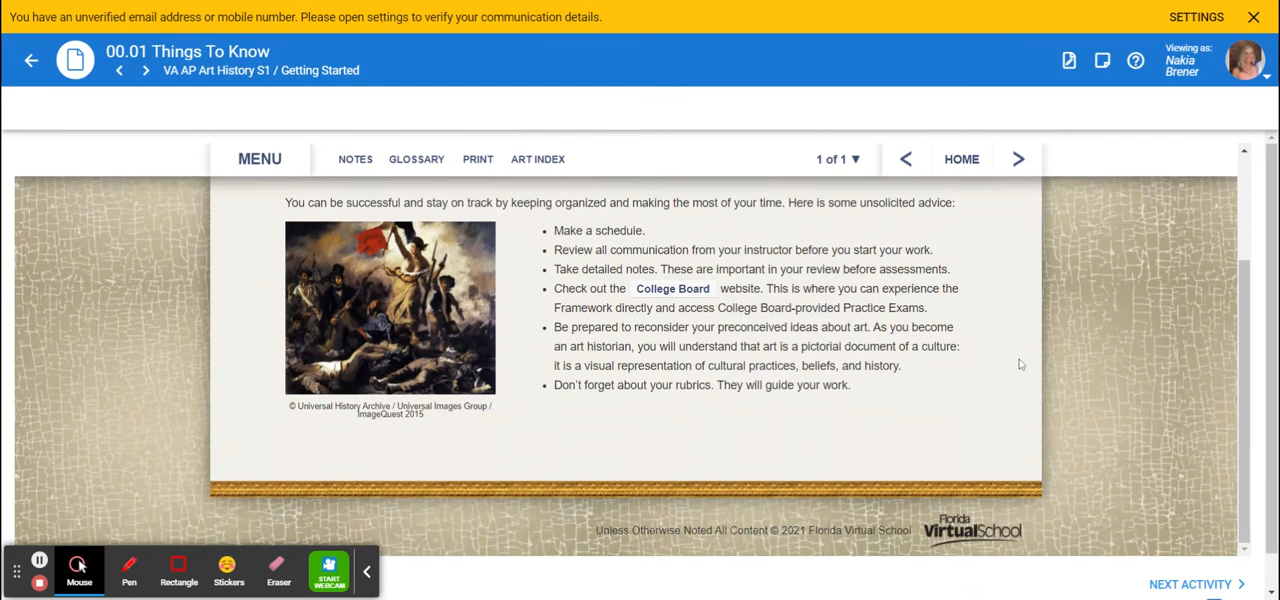 You have an unverified email address or mobile number. Please open settings to verify your communication details.
SETTINGS
00.01 Things To Know
VA AP Art History S1 / Getting Started
Viewing as:
Nakia
Brener
MENU
NOTES
GLOSSARY
PRINT
ART INDEX
1 of 1 ▼
HOME
You can be successful and stay on track by keeping organized and making the most of your time. Here is some unsolicited advice:
• Make a schedule.
• Review all communication from your instructor before you start your work.
• Take detailed notes. These are important in your review before assessments.
• Check out the College Board website. This is where you can experience the
Framework directly and access College Board-provided Practice Exams.
• Be prepared to reconsider your preconceived ideas about art. As you become
an art historian, you will understand that art is a pictorial document of a culture:
it is a visual representation of cultural practices, beliefs, and history.
• Don't forget about your rubrics. They will guide your work.
© Universal History Archive / Universal Images Group /
ImageQuest 2015
Unless Otherwise Noted All Content © 2021 Florida Virtual School
Florida
VirtualSchool
Mouse
Pen
Rectangle
Stickers
Eraser
START
WEBCAM
NEXT ACTIVITY